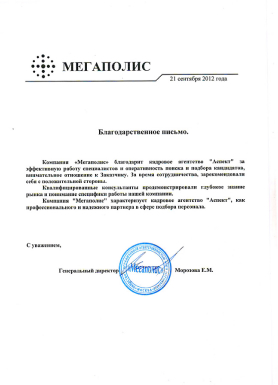 МЕГАПОЛИС
21 сентября 2012 года
Благодарственное письмо.
Компания «Мегаполис» благодарит кадровое агентство "Аспект" за
эффективную работу специалистов и оперативность поиска и подбора кандидатов,
внимательное отношение к Заказчику. За время сотрудничества, зарекомендовали
себя с положительной стороны.
Квалифицированные консультанты продемонстрировали глубокое знание
рынка и понимание специфики работы нашей компании.
Компания "Мегаполис" характеризует кадровое агентство "Аспект", как
профессионального и надежного партнера в сфере подбора персонала.
С уважением,
Генеральный директор
«Мегаполис»
Морозова Е.М.